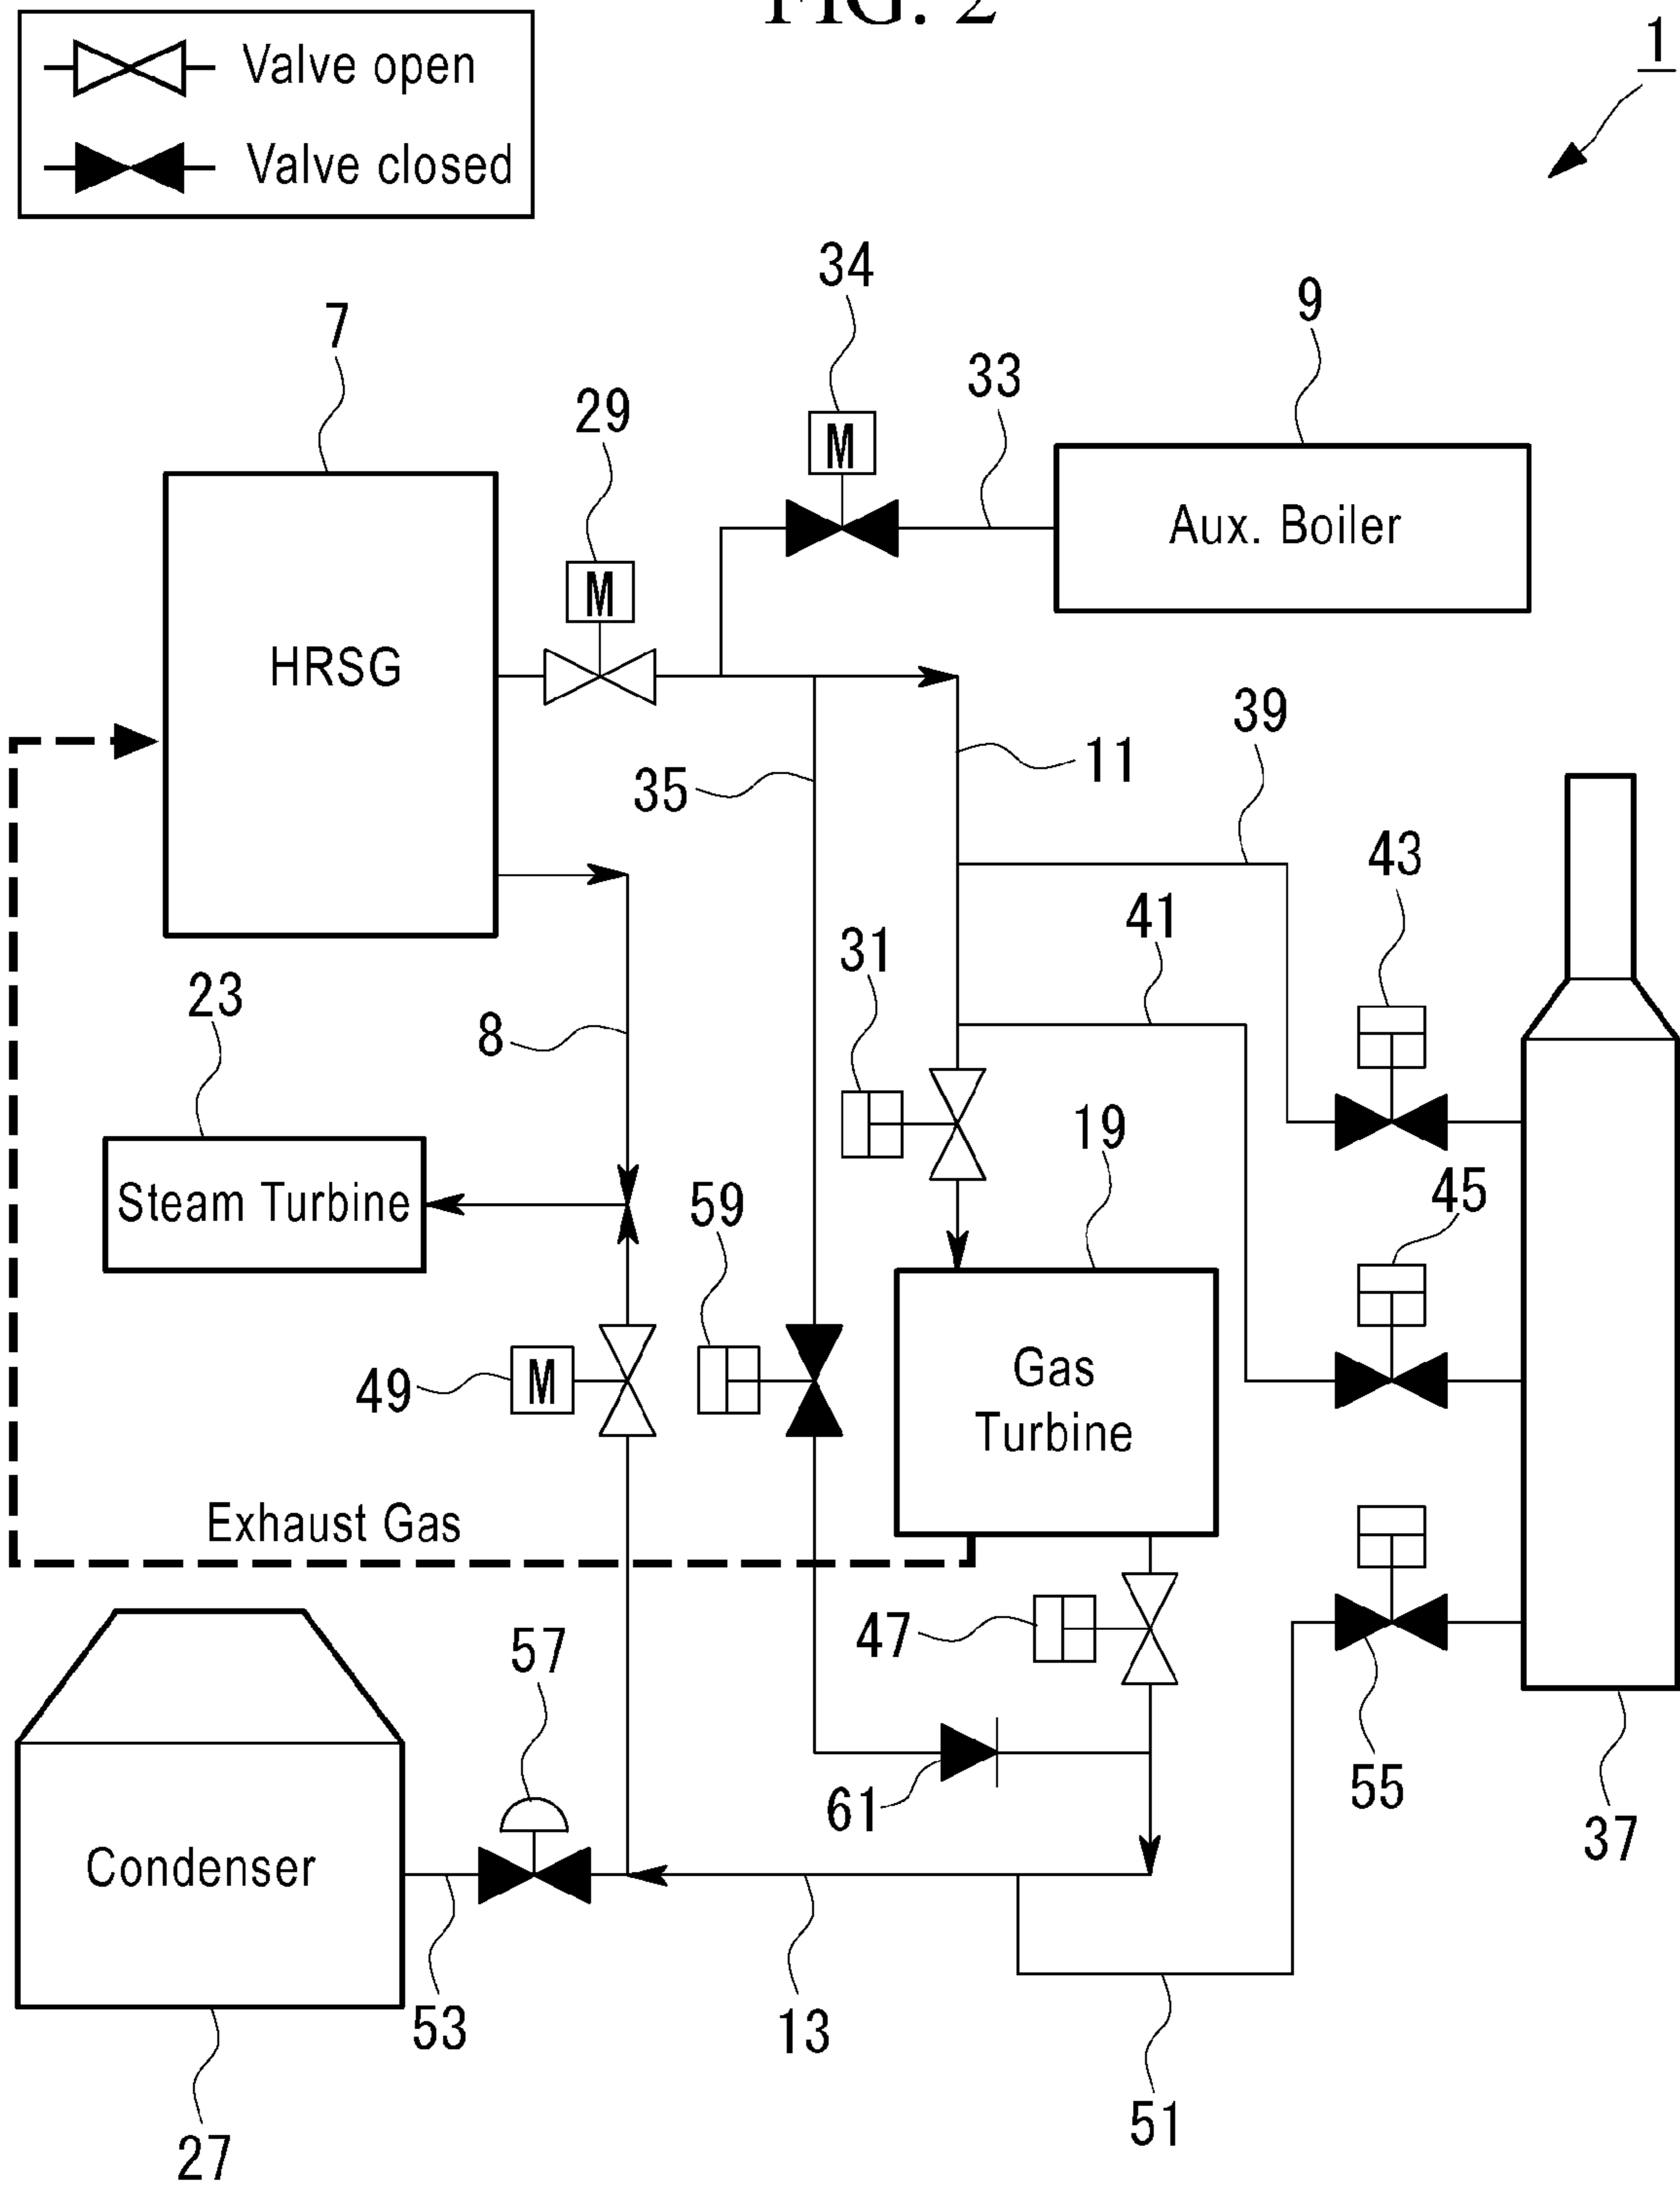 FIG. 2
Valve open
Valve closed
1
34
9
7
33
29
M
Aux. Boiler
M
HRSG
39
11
35
43
41
31
23
8
19
45
Steam Turbine
59
Gas
Turbine
49
M
Exhaust Gas
47
57
55
61
37
Condenser
53
13
51
27